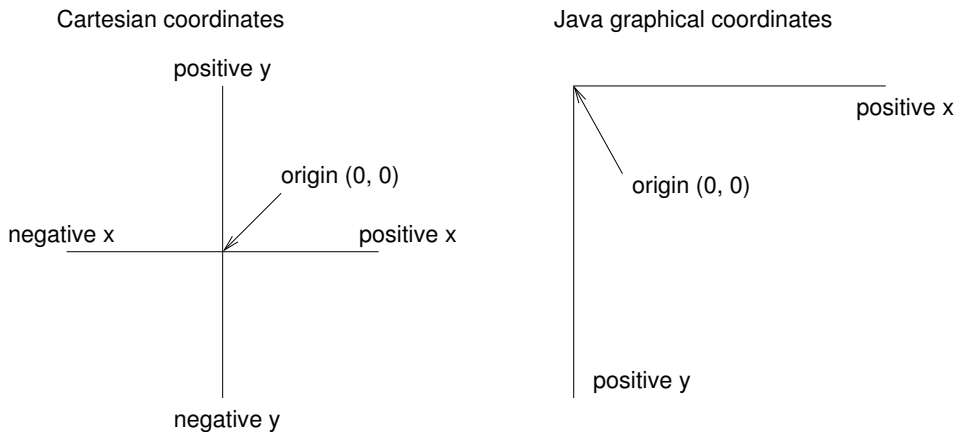 Cartesian coordinates
positive y
origin (0, 0)
negative x
positive x
negative y
Java graphical coordinates
positive x
origin (0, 0)
positive y